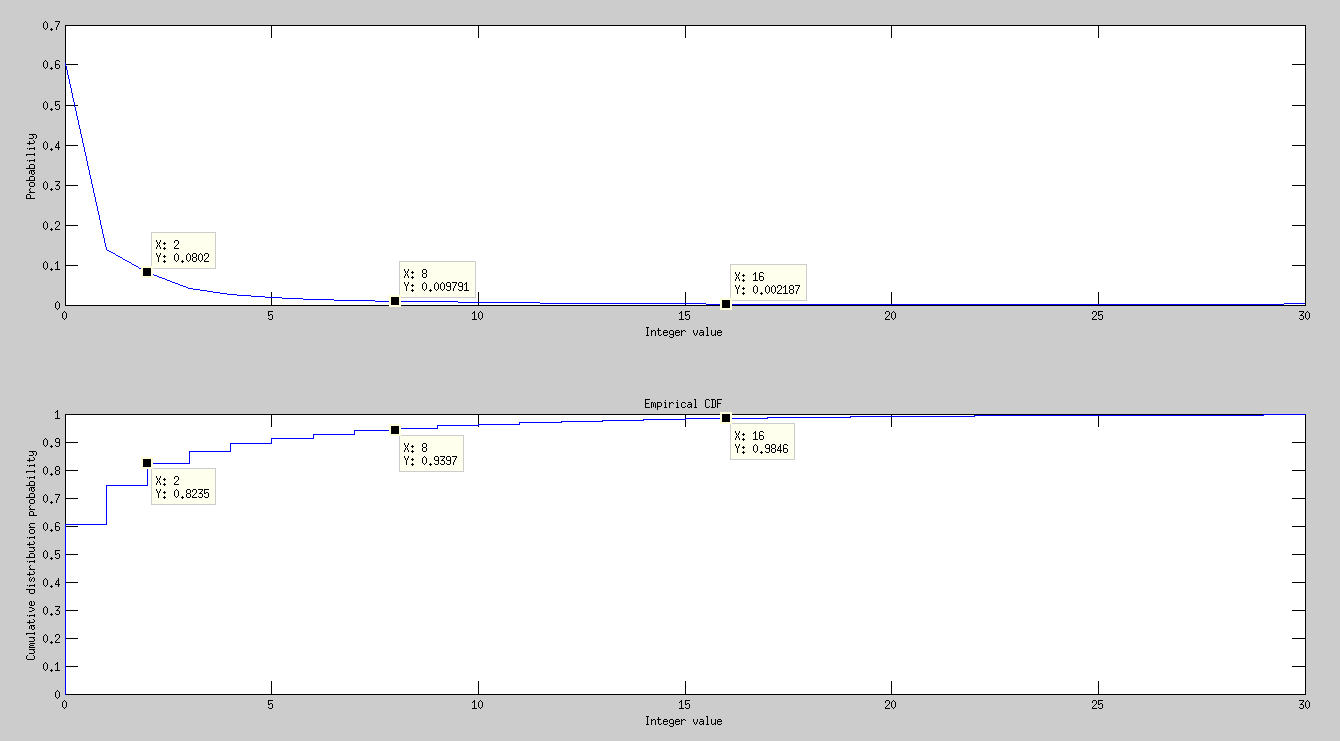 0.7
0.6
0.5
0.4
0.3
0.2
0.1
0
Probability
X: 2
Y: 0.0802
X: 8
Y: 0.009791
X: 16
Y: 0.002187
0 5 10 15 20 25 30
Integer value
Empirical CDF
1
0.9
0.8
0.7
0.6
0.5
0.4
0.3
0.2
0.1
0
Cumulative distribution probability
X: 2
Y: 0.8235
X: 8
Y: 0.9397
X: 16
Y: 0.9846
0 5 10 15 20 25 30
Integer value